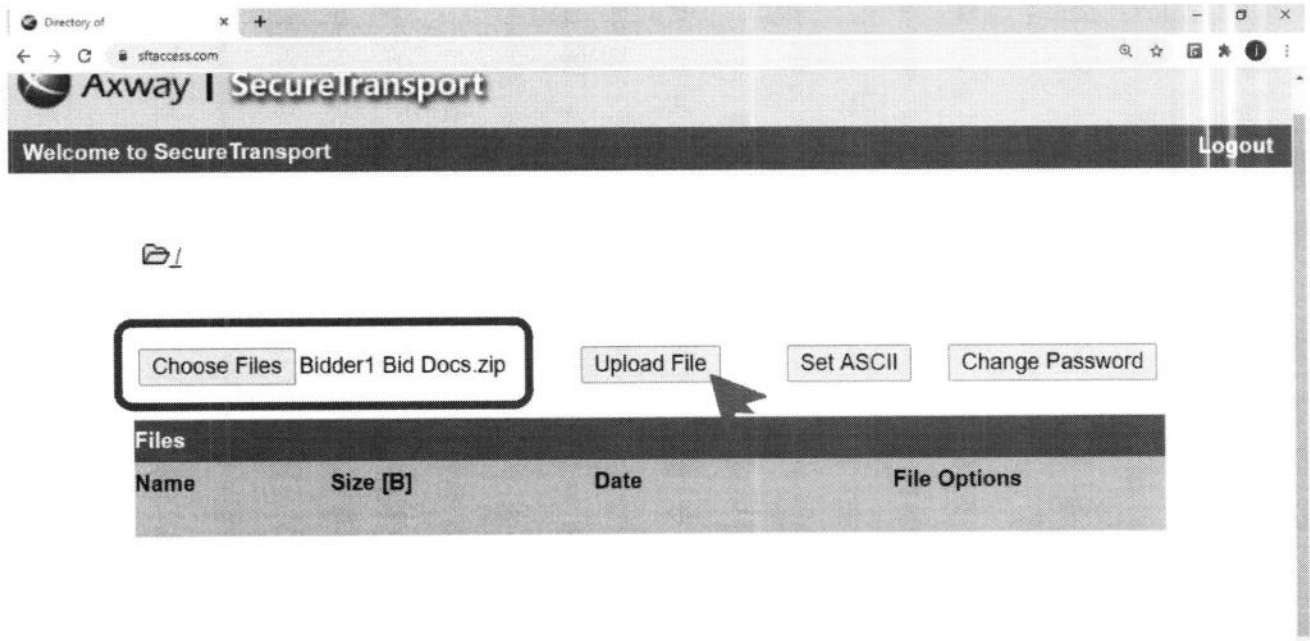 Directory of
sftaccess.com
Axway | SecureTransport
Welcome to SecureTransport Logout
/
Choose Files Bidder1 Bid Docs.zip Upload File Set ASCII Change Password
Files
Name Size [B] Date File Options